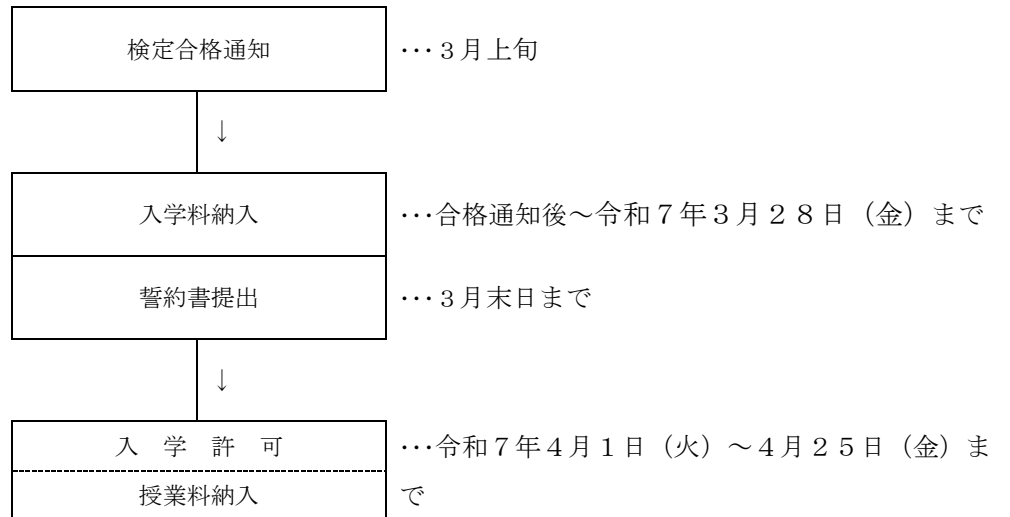 検定合格通知
･･･３月上旬
↓
入学料納入
･･･合格通知後～令和７年３月２８日（金）まで
誓約書提出
･･･３月末日まで
↓
入　学　許　可
･･･令和７年４月１日（火）～４月２５日（金）ま
授業料納入
で